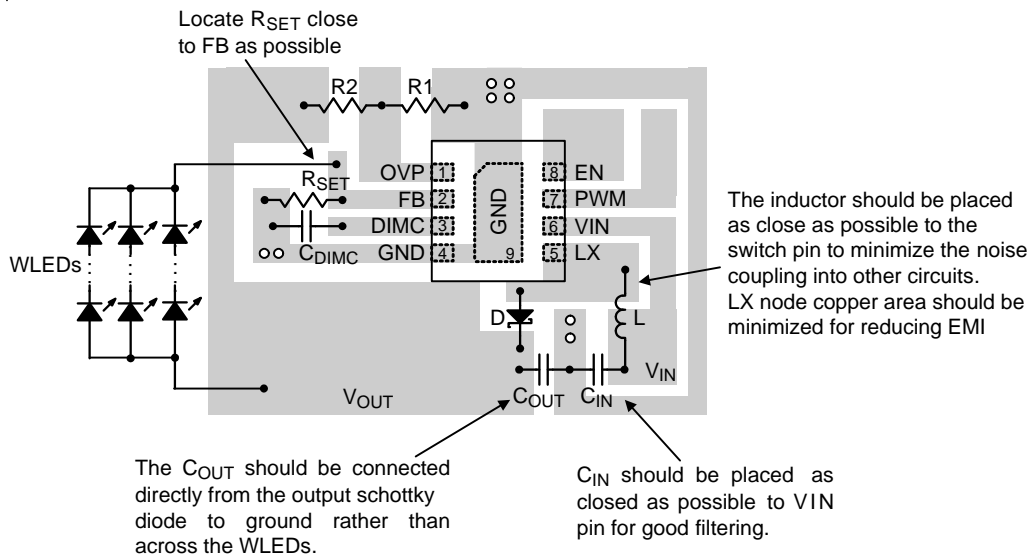 Locate RSET close
to FB as possible
R2
R1
OVP 1
8 EN
RSET
FB 2
7 PWM
GND
DIMC 3
6 VIN
CDIMC
GND 4
9
5 LX
WLEDs
D
L
VIN
VOUT
COUT
CIN
The inductor should be placed
as close as possible to the
switch pin to minimize the noise
coupling into other circuits.
LX node copper area should be
minimized for reducing EMI
The COUT should be connected
directly from the output schottky
diode to ground rather than
across the WLEDs.
CIN should be placed as
closed as possible to VIN
pin for good filtering.